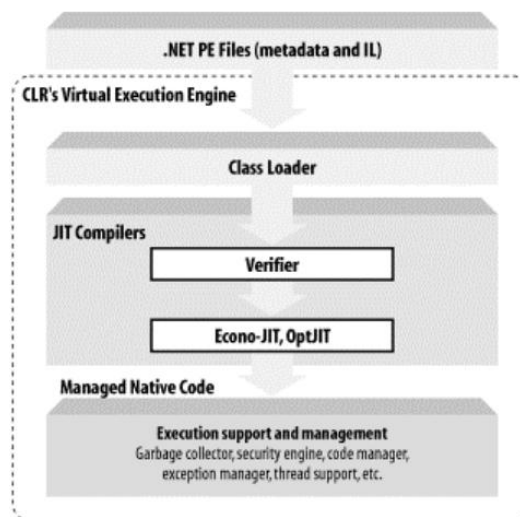 .NET PE Files (metadata and IL)
CLR's Virtual Execution Engine
Class Loader
JIT Compilers
Verifier
Econo-JIT, OptJIT
Managed Native Code
Execution support and management
Garbage collector, security engine, code manager,
exception manager, thread support, etc.